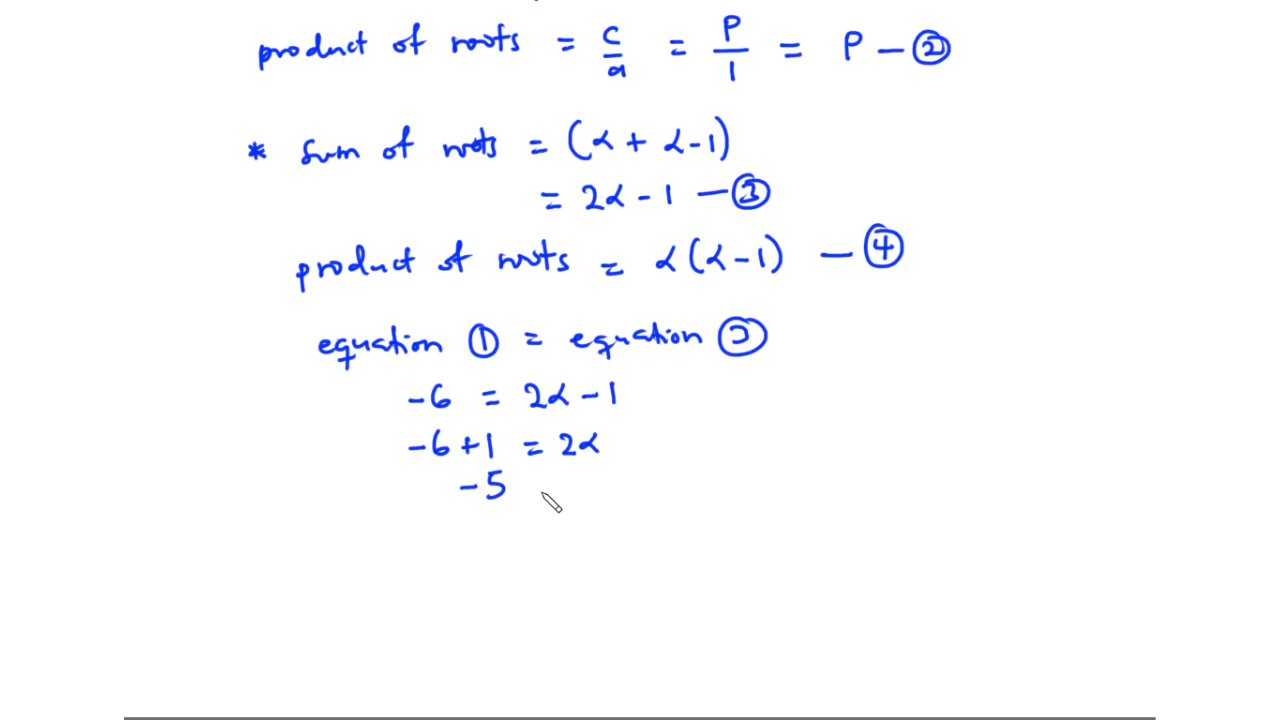 product of roots = c/a = P/1 = P — ②
* Sum of roots = (α + α - 1)
= 2α - 1 — ③
product of roots = α(α - 1) — ④
equation ① = equation ③
-6 = 2α - 1
-6 + 1 = 2α
-5